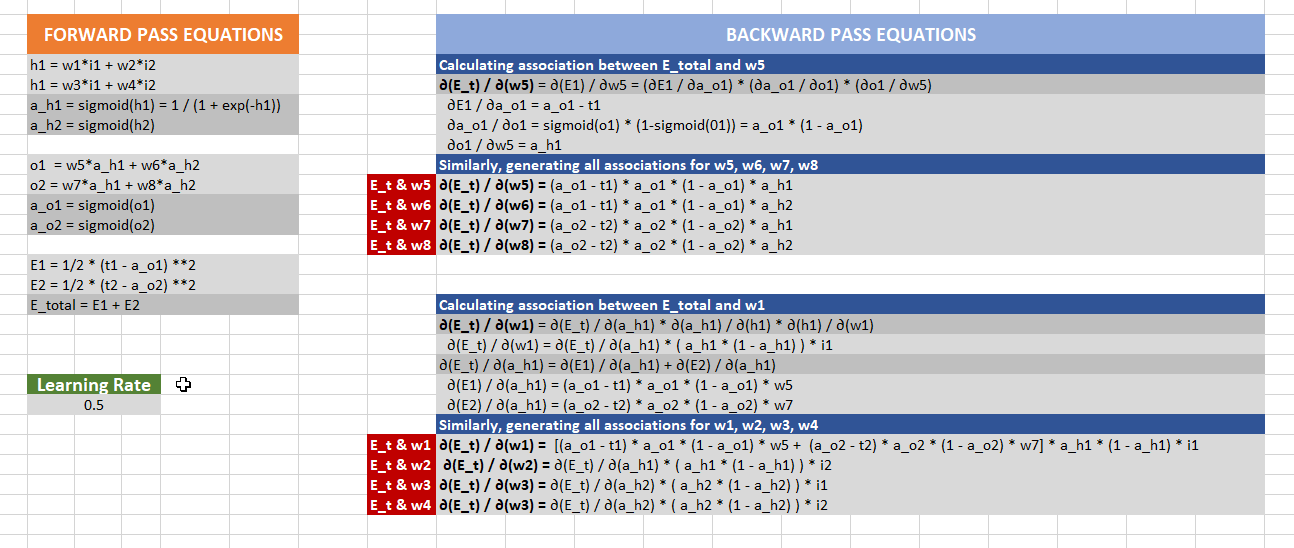 FORWARD PASS EQUATIONS
h1 = w1*i1 + w2*i2
h1 = w3*i1 + w4*i2
a_h1 = sigmoid(h1) = 1 / (1 + exp(-h1))
a_h2 = sigmoid(h2)
o1 = w5*a_h1 + w6*a_h2
o2 = w7*a_h1 + w8*a_h2
a_o1 = sigmoid(o1)
a_o2 = sigmoid(o2)
E1 = 1/2 * (t1 - a_o1) **2
E2 = 1/2 * (t2 - a_o2) **2
E_total = E1 + E2
Learning Rate
0.5
BACKWARD PASS EQUATIONS
Calculating association between E_total and w5
∂(E_t) / ∂(w5) = ∂(E1) / ∂w5 = (∂E1 / ∂a_o1) * (∂a_o1 / ∂o1) * (∂o1 / ∂w5)
∂E1 / ∂a_o1 = a_o1 - t1
∂a_o1 / ∂o1 = sigmoid(o1) * (1-sigmoid(01)) = a_o1 * (1 - a_o1)
∂o1 / ∂w5 = a_h1
Similarly, generating all associations for w5, w6, w7, w8
E_t & w5 ∂(E_t) / ∂(w5) = (a_o1 - t1) * a_o1 * (1 - a_o1) * a_h1
E_t & w6 ∂(E_t) / ∂(w6) = (a_o1 - t1) * a_o1 * (1 - a_o1) * a_h2
E_t & w7 ∂(E_t) / ∂(w7) = (a_o2 - t2) * a_o2 * (1 - a_o2) * a_h1
E_t & w8 ∂(E_t) / ∂(w8) = (a_o2 - t2) * a_o2 * (1 - a_o2) * a_h2
Calculating association between E_total and w1
∂(E_t) / ∂(w1) = ∂(E_t) / ∂(a_h1) * ∂(a_h1) / ∂(h1) * ∂(h1) / ∂(w1)
∂(E_t) / ∂(w1) = ∂(E_t) / ∂(a_h1) * ( a_h1 * (1 - a_h1) ) * i1
∂(E_t) / ∂(a_h1) = ∂(E1) / ∂(a_h1) + ∂(E2) / ∂(a_h1)
∂(E1) / ∂(a_h1) = (a_o1 - t1) * a_o1 * (1 - a_o1) * w5
∂(E2) / ∂(a_h1) = (a_o2 - t2) * a_o2 * (1 - a_o2) * w7
Similarly, generating all associations for w1, w2, w3, w4
E_t & w1 ∂(E_t) / ∂(w1) = [(a_o1 - t1) * a_o1 * (1 - a_o1) * w5 + (a_o2 - t2) * a_o2 * (1 - a_o2) * w7] * a_h1 * (1 - a_h1) * i1
E_t & w2 ∂(E_t) / ∂(w2) = ∂(E_t) / ∂(a_h1) * ( a_h1 * (1 - a_h1) ) * i2
E_t & w3 ∂(E_t) / ∂(w3) = ∂(E_t) / ∂(a_h2) * ( a_h2 * (1 - a_h2) ) * i1
E_t & w4 ∂(E_t) / ∂(w3) = ∂(E_t) / ∂(a_h2) * ( a_h2 * (1 - a_h2) ) * i2